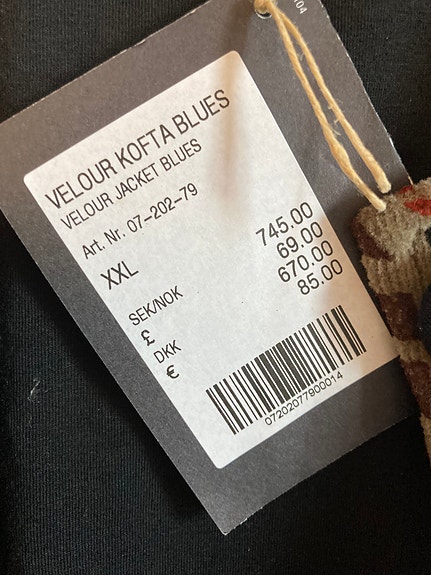 .04
VELOUR KOFTA BLUES
VELOUR JACKET BLUES
Art. Nr. 07-202-79
XXL
SEK/NOK 745.00
£ 69.00
DKK 670.00
€ 85.00
07202077900014